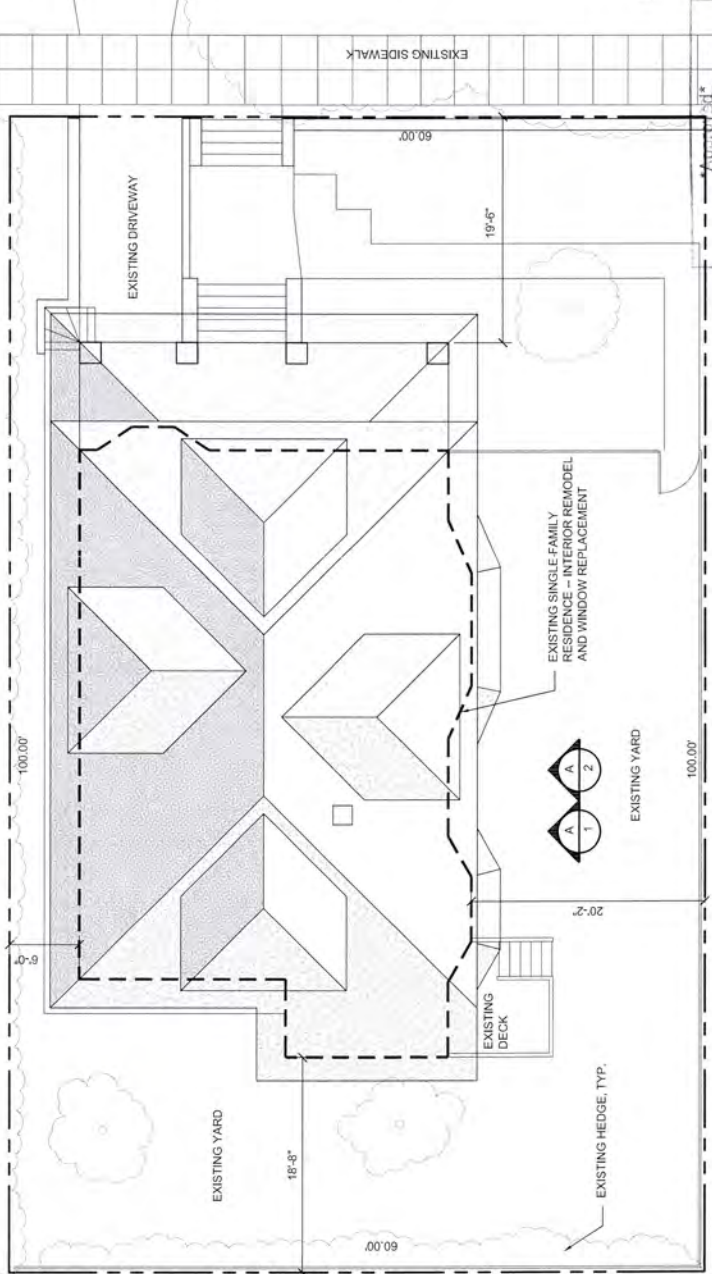 EXISTING SIDEWALK
60.00'
EXISTING DRIVEWAY
19'-6"
100.00'
EXISTING SINGLE-FAMILY
RESIDENCE – INTERIOR REMODEL
AND WINDOW REPLACEMENT
A
2
A
1
EXISTING YARD
100.00'
6'-0"
20'-2"
EXISTING
DECK
EXISTING YARD
18'-8"
EXISTING HEDGE, TYP.
60.00'